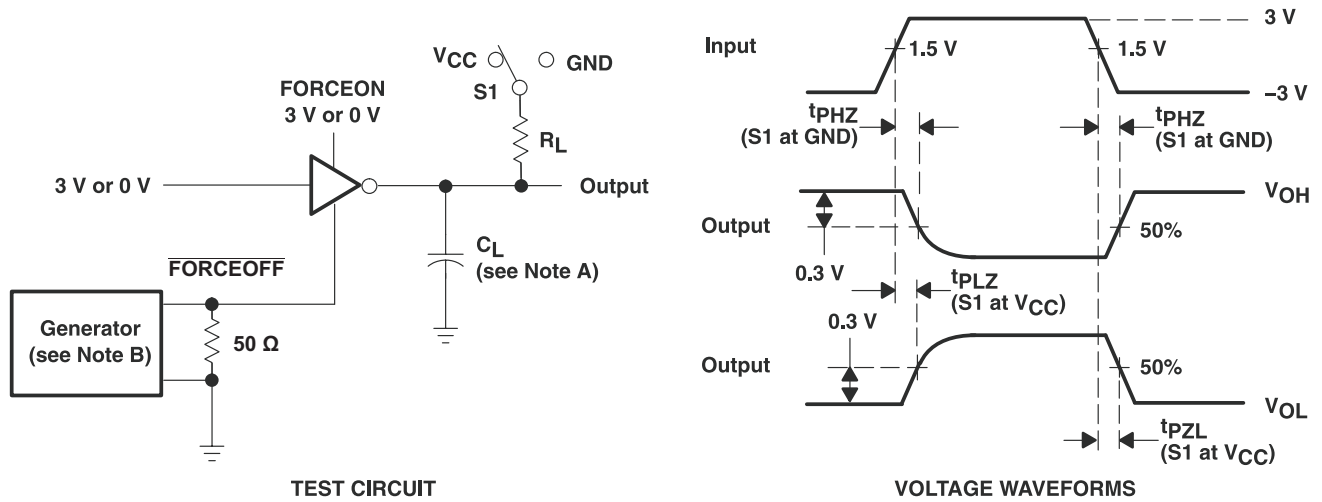 VCC
GND
S1
FORCEON
3 V or 0 V
RL
3 V or 0 V
Output
CL
(see Note A)
FORCEOFF
Generator
(see Note B)
50 Ω
TEST CIRCUIT
3 V
Input
1.5 V
1.5 V
–3 V
tPHZ
(S1 at GND)
tPHZ
(S1 at GND)
VOH
Output
50%
0.3 V
tPLZ
(S1 at VCC)
0.3 V
Output
50%
VOL
tPZL
(S1 at VCC)
VOLTAGE WAVEFORMS